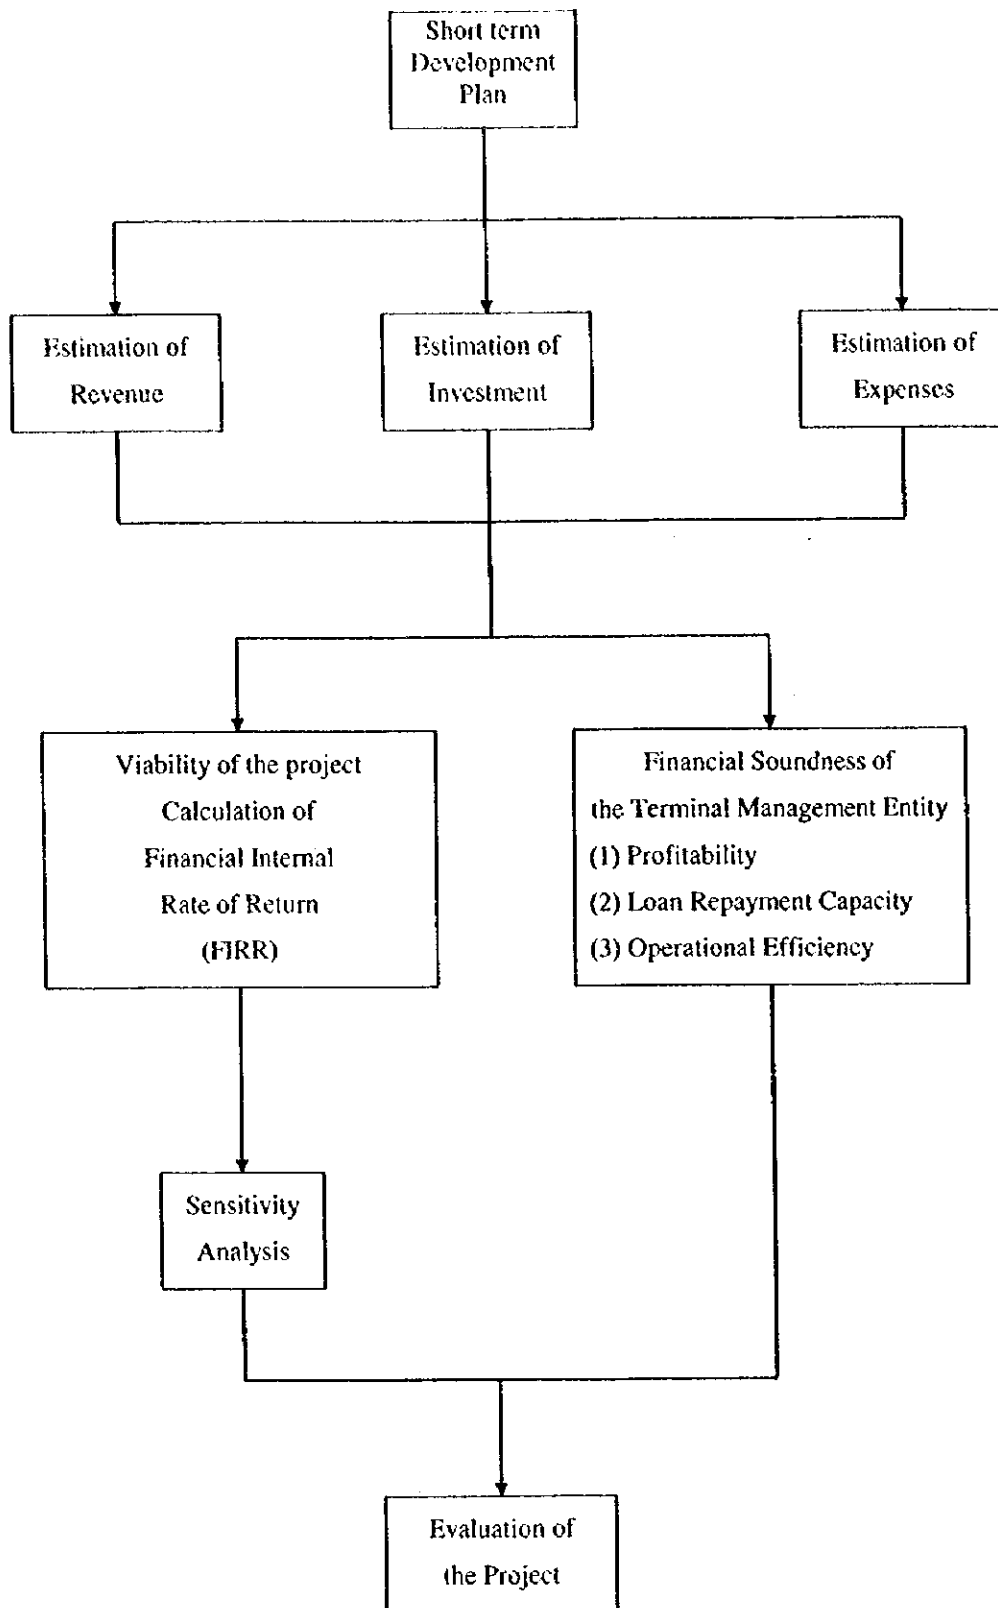 Short term
Development
Plan
Estimation of
Revenue
Estimation of
Investment
Estimation of
Expenses
Viability of the project
Calculation of
Financial Internal
Rate of Return
(FIRR)
Financial Soundness of
the Terminal Management Entity
(1) Profitability
(2) Loan Repayment Capacity
(3) Operational Efficiency
Sensitivity
Analysis
Evaluation of
the Project